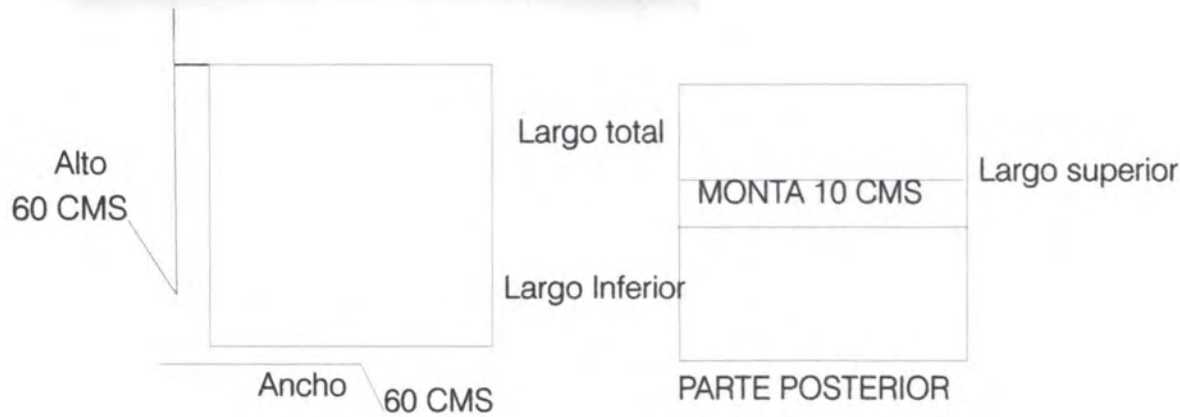 Alto
60 CMS
Ancho
60 CMS
Largo total
Largo Inferior
MONTA 10 CMS
Largo superior
PARTE POSTERIOR